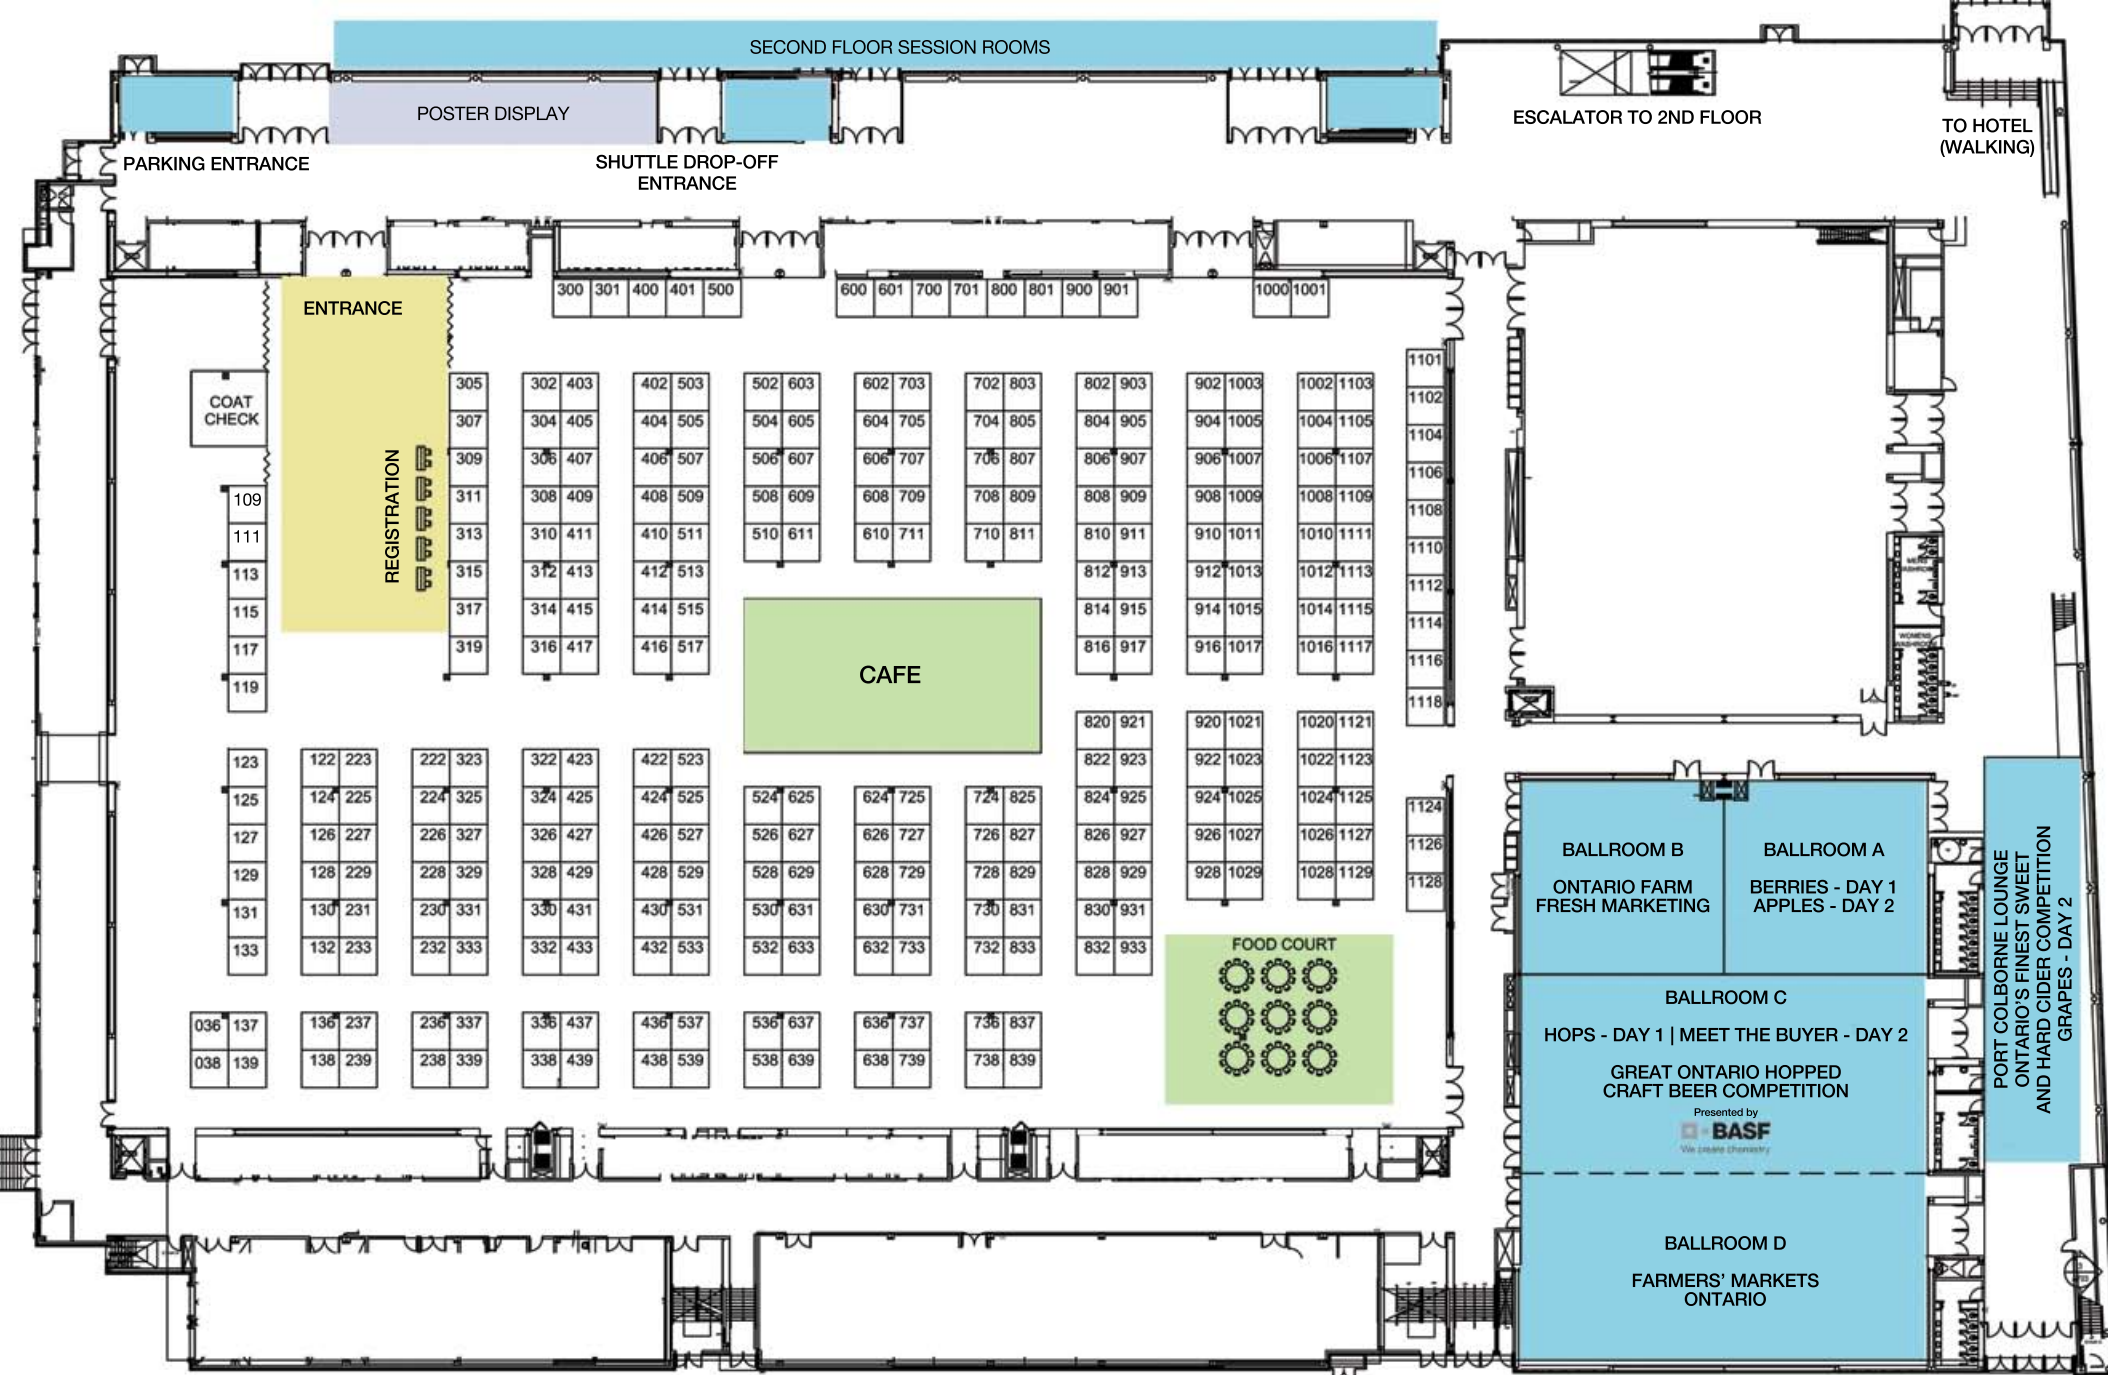 SECOND FLOOR SESSION ROOMS
POSTER DISPLAY
ESCALATOR TO 2ND FLOOR
TO HOTEL
(WALKING)
PARKING ENTRANCE
SHUTTLE DROP-OFF
ENTRANCE
ENTRANCE
300 301 400 401 500
600 601 700 701 800 801 900 901
1000 1001
COAT
CHECK
REGISTRATION
1101
1102
1104
1106
1108
1110
1112
1114
1116
1118
305 302 403 402 503 502 603 602 703 702 803 802 903 902 1003 1002 1103
307 304 405 404 505 504 605 604 705 704 805 804 905 904 1005 1004 1105
309 306 407 406 507 506 607 606 707 706 807 806 907 906 1007 1006 1107
109 311 308 409 408 509 508 609 608 709 708 809 808 909 908 1009 1008 1109
111 313 310 411 410 511 510 611 610 711 710 811 810 911 910 1011 1010 1111
113 315 312 413 412 513 812 913 912 1013 1012 1113
115 317 314 415 414 515 814 915 914 1015 1014 1115
117 319 316 417 416 517 816 917 916 1017 1016 1117
119
CAFE
820 921 920 1021 1020 1121
123 122 223 222 323 322 423 422 523 822 923 922 1023 1022 1123
125 124 225 224 325 324 425 424 525 524 625 624 725 724 825 824 925 924 1025 1024 1125 1124
127 126 227 226 327 326 427 426 527 526 627 626 727 726 827 826 927 926 1027 1026 1127 1126
129 128 229 228 329 328 429 428 529 528 629 628 729 728 829 828 929 928 1029 1028 1129 1128
131 130 231 230 331 330 431 430 531 530 631 630 731 730 831 830 931
133 132 233 232 333 332 433 432 533 532 633 632 733 732 833 832 933
FOOD COURT
036 137 136 237 236 337 336 437 436 537 536 637 636 737 736 837
038 139 138 239 238 339 338 439 438 539 538 639 638 739 738 839
MENS
WOMENS
BALLROOM B
ONTARIO FARM
FRESH MARKETING
BALLROOM A
BERRIES - DAY 1
APPLES - DAY 2
BALLROOM C
HOPS - DAY 1 | MEET THE BUYER - DAY 2
GREAT ONTARIO HOPPED
CRAFT BEER COMPETITION
Presented by
BASF
We create chemistry
BALLROOM D
FARMERS' MARKETS
ONTARIO
PORT COLBORNE LOUNGE
ONTARIO'S FINEST SWEET
AND HARD CIDER COMPETITION
GRAPES - DAY 2